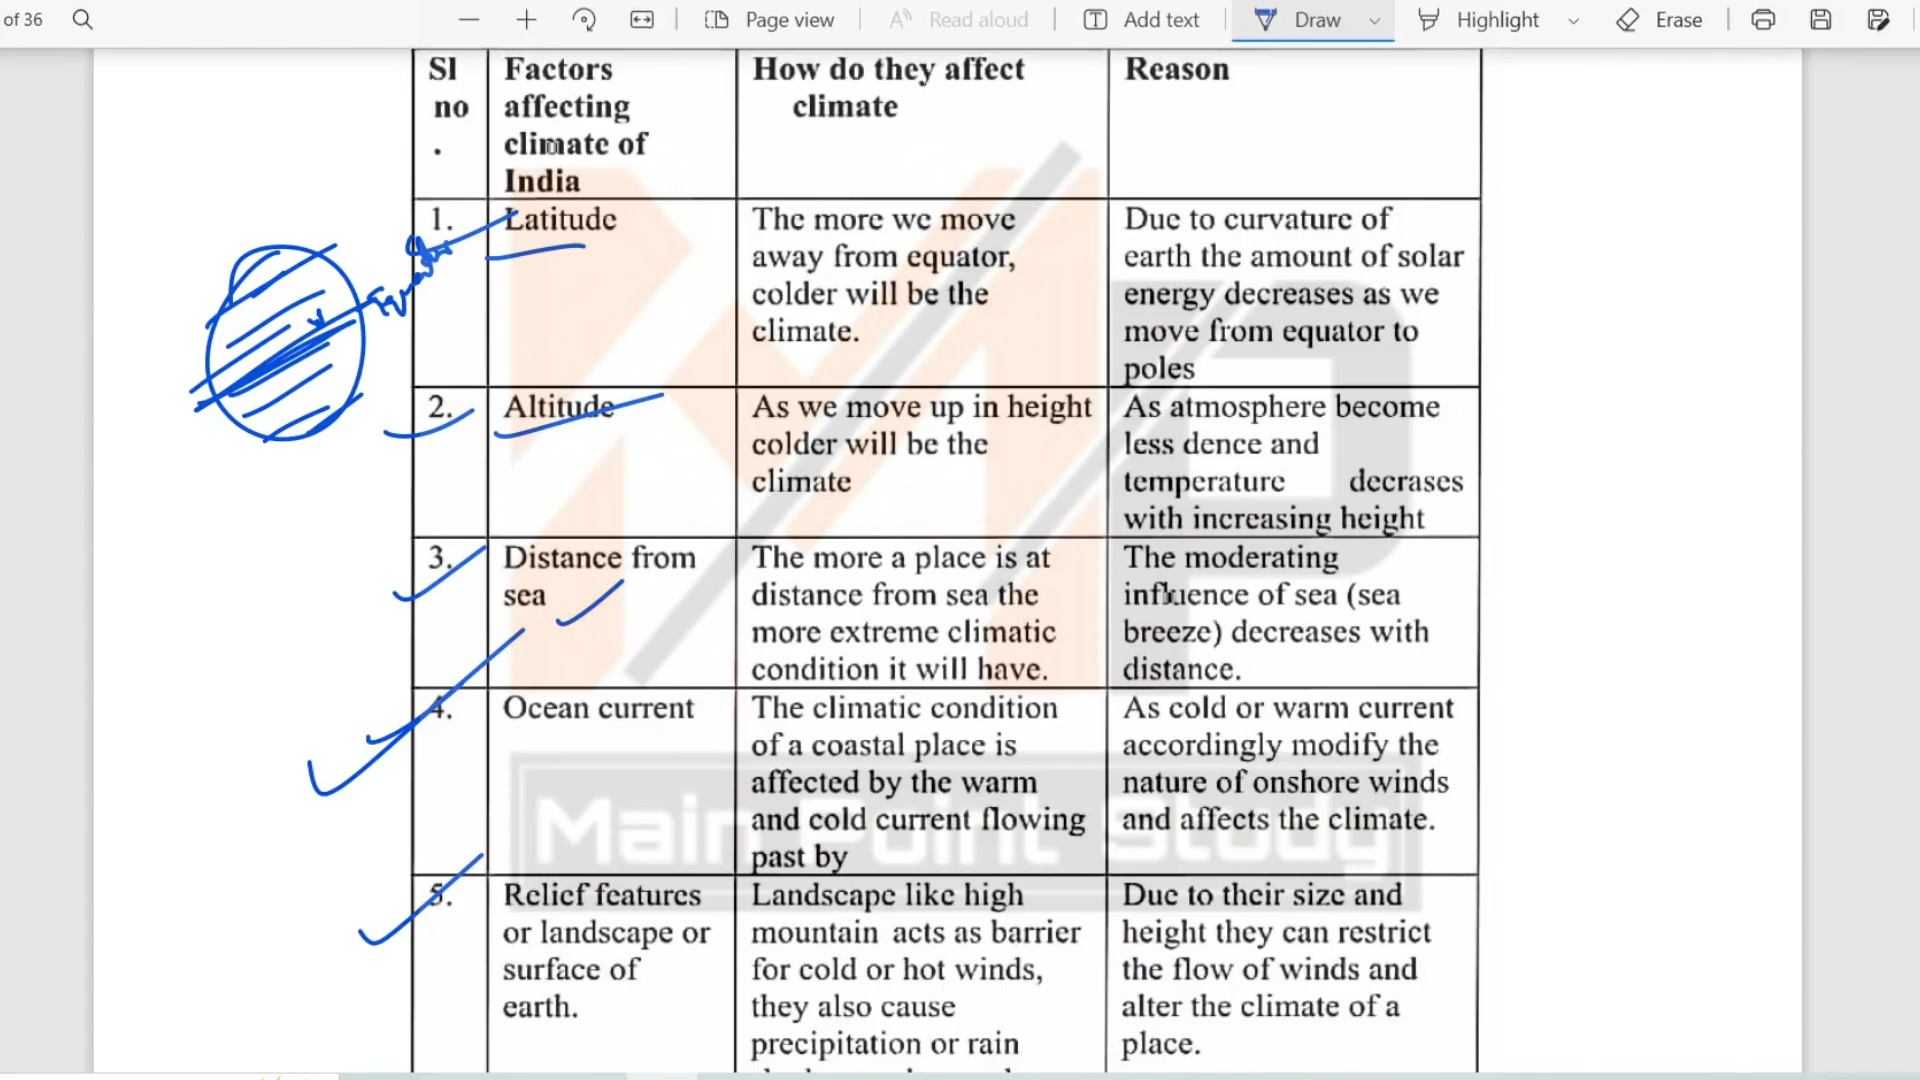 of 36
Page view
Read aloud
Add text
Draw
Highlight
Erase
Sl no .
Factors affecting climate of India
How do they affect climate
Reason
1.
Latitude
The more we move
away from equator,
colder will be the
climate.
Due to curvature of
earth the amount of solar
energy decreases as we
move from equator to
poles
Equator
2.
Altitude
As we move up in height
colder will be the
climate
As atmosphere become
less dence and
temperature decrases
with increasing height
3.
Distance from
sea
The more a place is at
distance from sea the
more extreme climatic
condition it will have.
The moderating
influence of sea (sea
breeze) decreases with
distance.
4.
Ocean current
The climatic condition
of a coastal place is
affected by the warm
and cold current flowing
past by
As cold or warm current
accordingly modify the
nature of onshore winds
and affects the climate.
5.
Relief features
or landscape or
surface of
earth.
Landscape like high
mountain acts as barrier
for cold or hot winds,
they also cause
precipitation or rain
Due to their size and
height they can restrict
the flow of winds and
alter the climate of a
place.
MP
Main Point Study